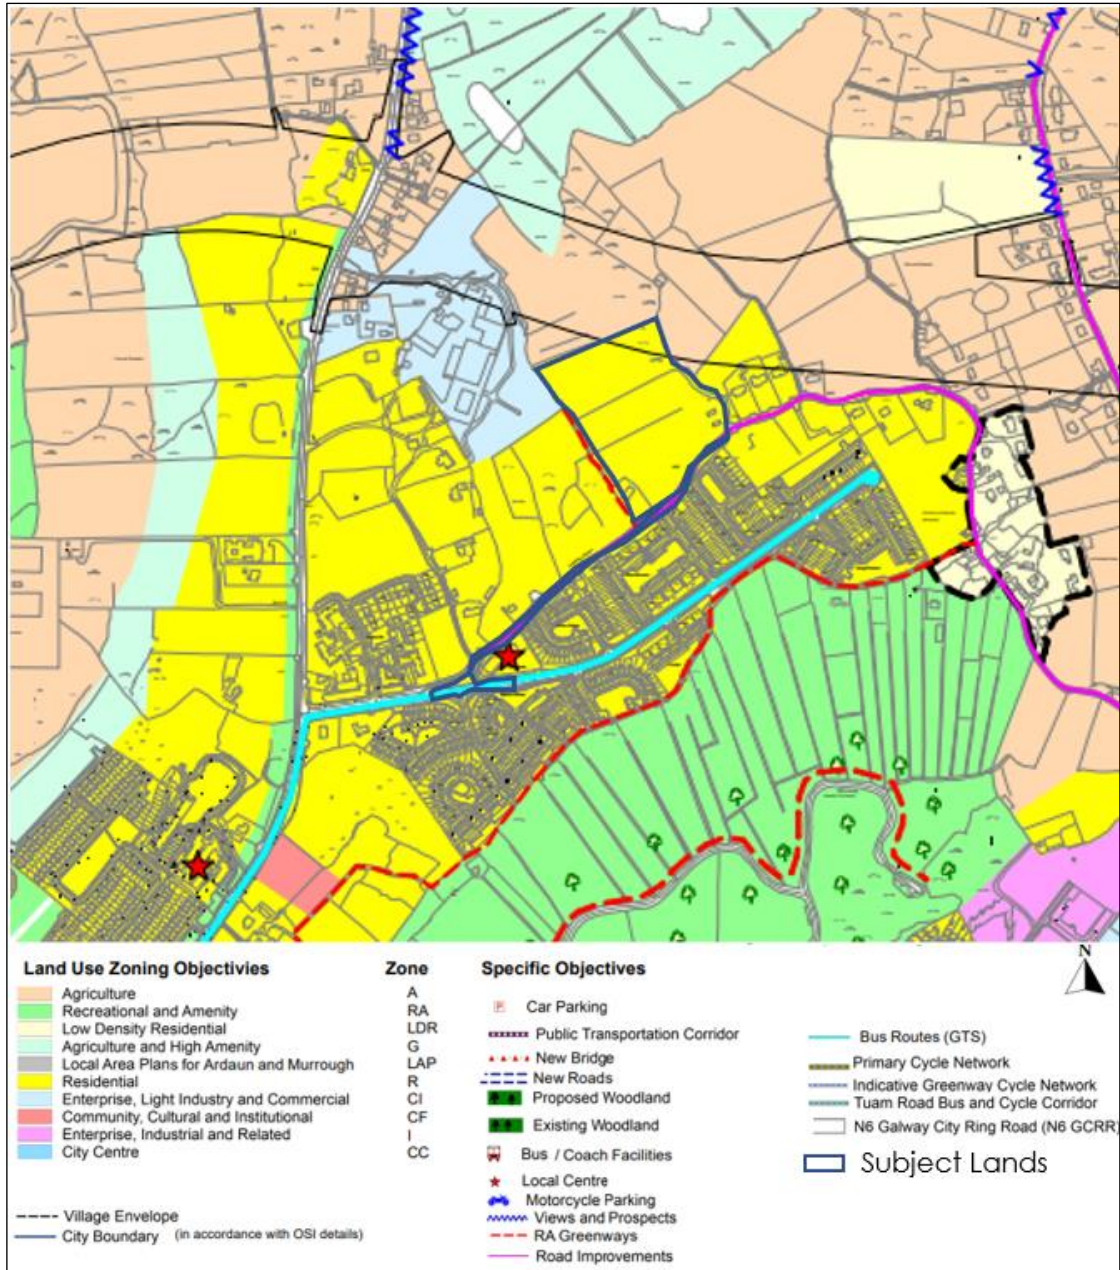 N
Land Use Zoning Objectivies
Zone
Specific Objectives
Agriculture A
Recreational and Amenity RA
Low Density Residential LDR
Agriculture and High Amenity G
Local Area Plans for Ardaun and Murrough LAP
Residential R
Enterprise, Light Industry and Commercial CI
Community, Cultural and Institutional CF
Enterprise, Industrial and Related I
City Centre CC
Village Envelope
City Boundary (in accordance with OSI details)
P Car Parking
Public Transportation Corridor
New Bridge
New Roads
Proposed Woodland
Existing Woodland
Bus / Coach Facilities
Local Centre
Motorcycle Parking
Views and Prospects
RA Greenways
Road Improvements
Bus Routes (GTS)
Primary Cycle Network
Indicative Greenway Cycle Network
Tuam Road Bus and Cycle Corridor
N6 Galway City Ring Road (N6 GCRR)
Subject Lands